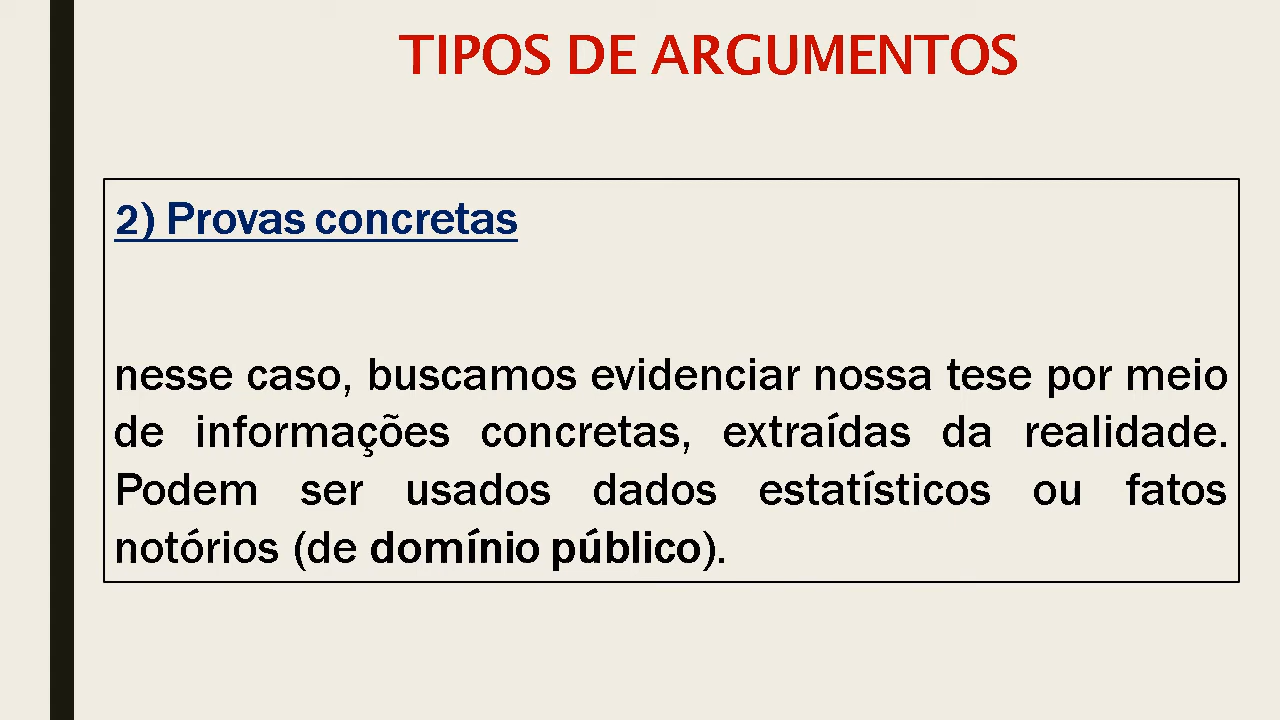 TIPOS DE ARGUMENTOS
2) Provas concretas
nesse caso, buscamos evidenciar nossa tese por meio
de informações concretas, extraídas da realidade.
Podem ser usados dados estatísticos ou fatos
notórios (de domínio público).